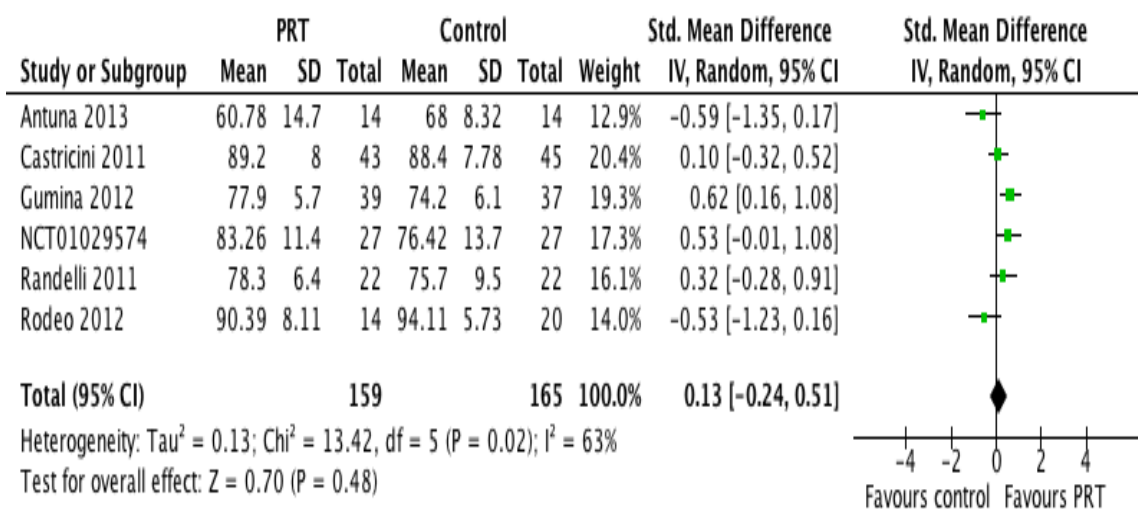 PRT Control Std. Mean Difference Std. Mean Difference
Study or Subgroup Mean SD Total Mean SD Total Weight IV, Random, 95% CI IV, Random, 95% CI
Antuna 2013 60.78 14.7 14 68 8.32 14 12.9% −0.59 [−1.35, 0.17]
Castricini 2011 89.2 8 43 88.4 7.78 45 20.4% 0.10 [−0.32, 0.52]
Gumina 2012 77.9 5.7 39 74.2 6.1 37 19.3% 0.62 [0.16, 1.08]
NCT01029574 83.26 11.4 27 76.42 13.7 27 17.3% 0.53 [−0.01, 1.08]
Randelli 2011 78.3 6.4 22 75.7 9.5 22 16.1% 0.32 [−0.28, 0.91]
Rodeo 2012 90.39 8.11 14 94.11 5.73 20 14.0% −0.53 [−1.23, 0.16]
Total (95% CI) 159 165 100.0% 0.13 [−0.24, 0.51]
Heterogeneity: Tau² = 0.13; Chi² = 13.42, df = 5 (P = 0.02); I² = 63%
Test for overall effect: Z = 0.70 (P = 0.48)
−4 −2 0 2 4
Favours control Favours PRT